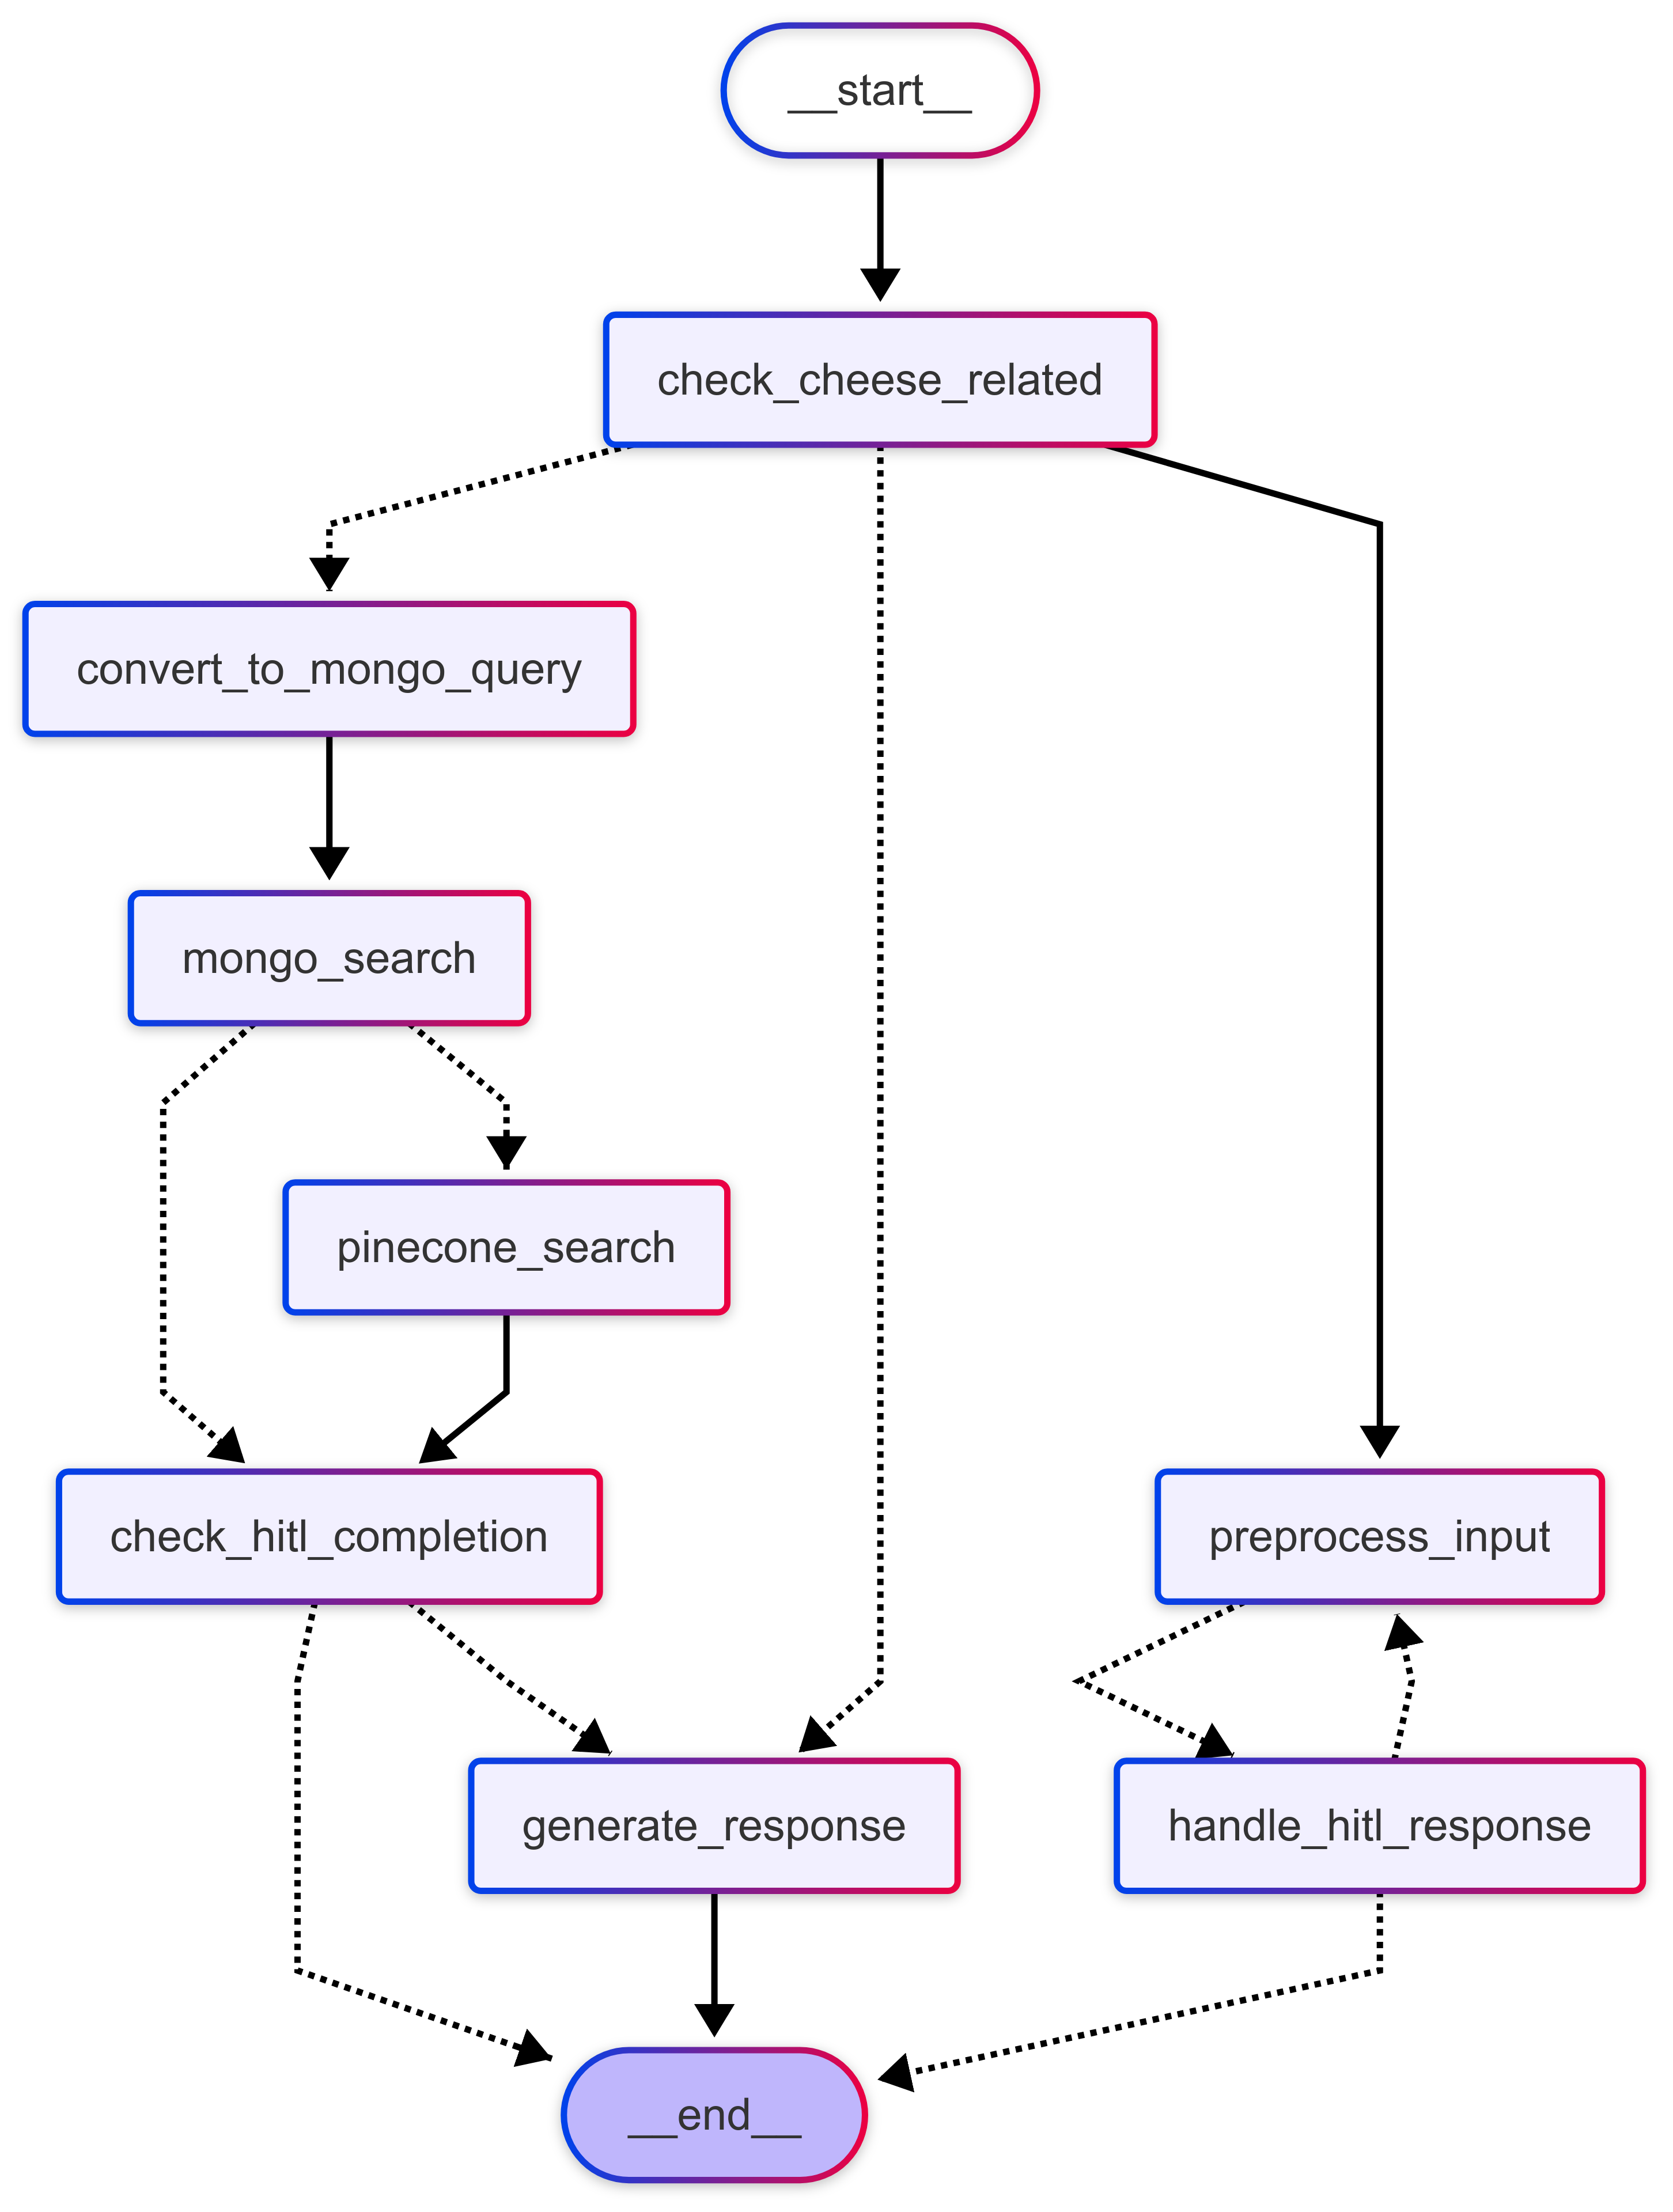 __start__
check_cheese_related
convert_to_mongo_query
mongo_search
pinecone_search
check_hitl_completion
preprocess_input
generate_response
handle_hitl_response
__end__